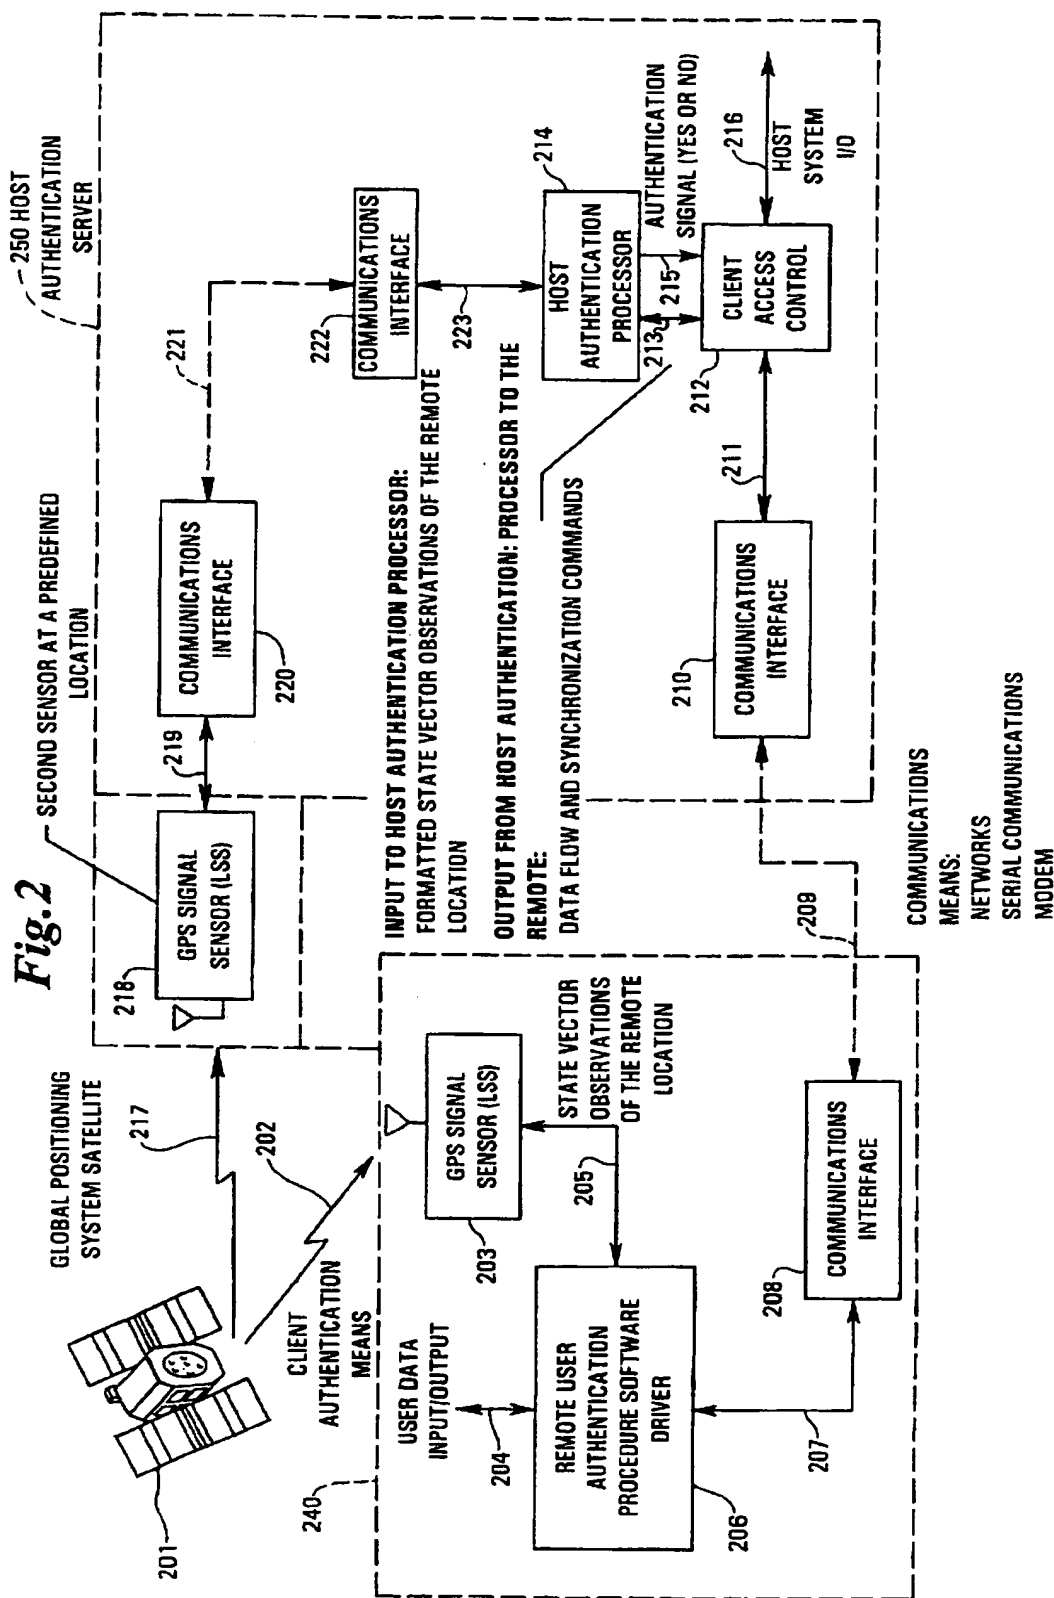 Fig.2
GLOBAL POSITIONING
SYSTEM SATELLITE
201
217
202
218
GPS SIGNAL
SENSOR (LSS)
SECOND SENSOR AT A PREDEFINED
LOCATION
219
COMMUNICATIONS
INTERFACE
220
221
250 HOST
AUTHENTICATION
SERVER
222
COMMUNICATIONS
INTERFACE
223
214
HOST
AUTHENTICATION
PROCESSOR
213
215
AUTHENTICATION
SIGNAL (YES OR NO)
CLIENT
ACCESS
CONTROL
212
216
HOST
SYSTEM
I/O
211
210
COMMUNICATIONS
INTERFACE
INPUT TO HOST AUTHENTICATION PROCESSOR:
FORMATTED STATE VECTOR OBSERVATIONS OF THE REMOTE
LOCATION
OUTPUT FROM HOST AUTHENTICATION: PROCESSOR TO THE
REMOTE:
DATA FLOW AND SYNCHRONIZATION COMMANDS
CLIENT
AUTHENTICATION
MEANS
240
USER DATA
INPUT/OUTPUT
204
GPS SIGNAL
SENSOR (LSS)
203
205
STATE VECTOR
OBSERVATIONS
OF THE REMOTE
LOCATION
REMOTE USER
AUTHENTICATION
PROCEDURE SOFTWARE
DRIVER
206
207
208
COMMUNICATIONS
INTERFACE
209
COMMUNICATIONS
MEANS:
NETWORKS
SERIAL COMMUNICATIONS
MODEM